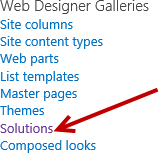 Web Designer Galleries
Site columns
Site content types
Web parts
List templates
Master pages
Themes
Solutions
Composed looks